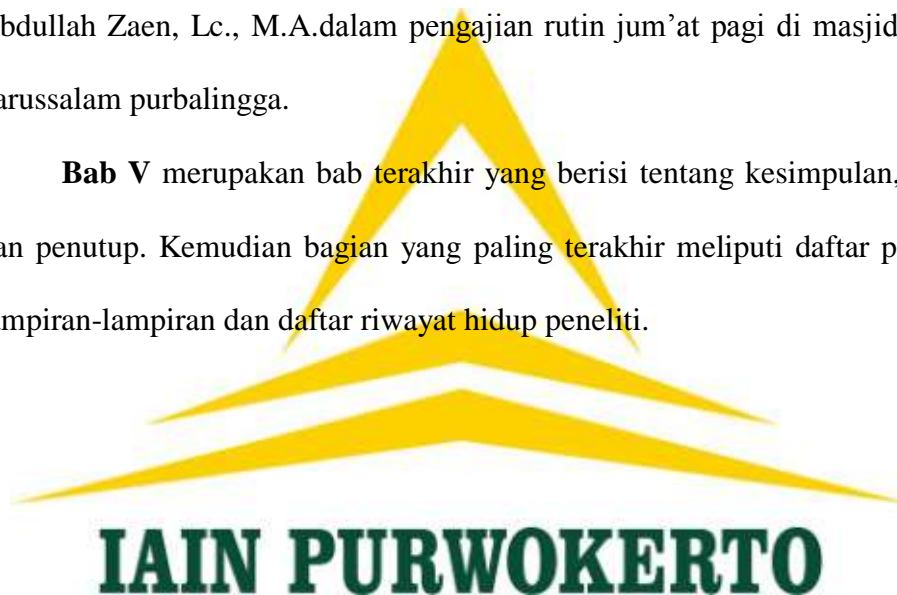 bdullah Zaen, Lc., M.A.dalam pengajian rutin jum’at pagi di masjid
arussalam purbalingga.
Bab V merupakan bab terakhir yang berisi tentang kesimpulan,
an penutup. Kemudian bagian yang paling terakhir meliputi daftar p
mpiran-lampiran dan daftar riwayat hidup peneliti.
IAIN PURWOKERTO